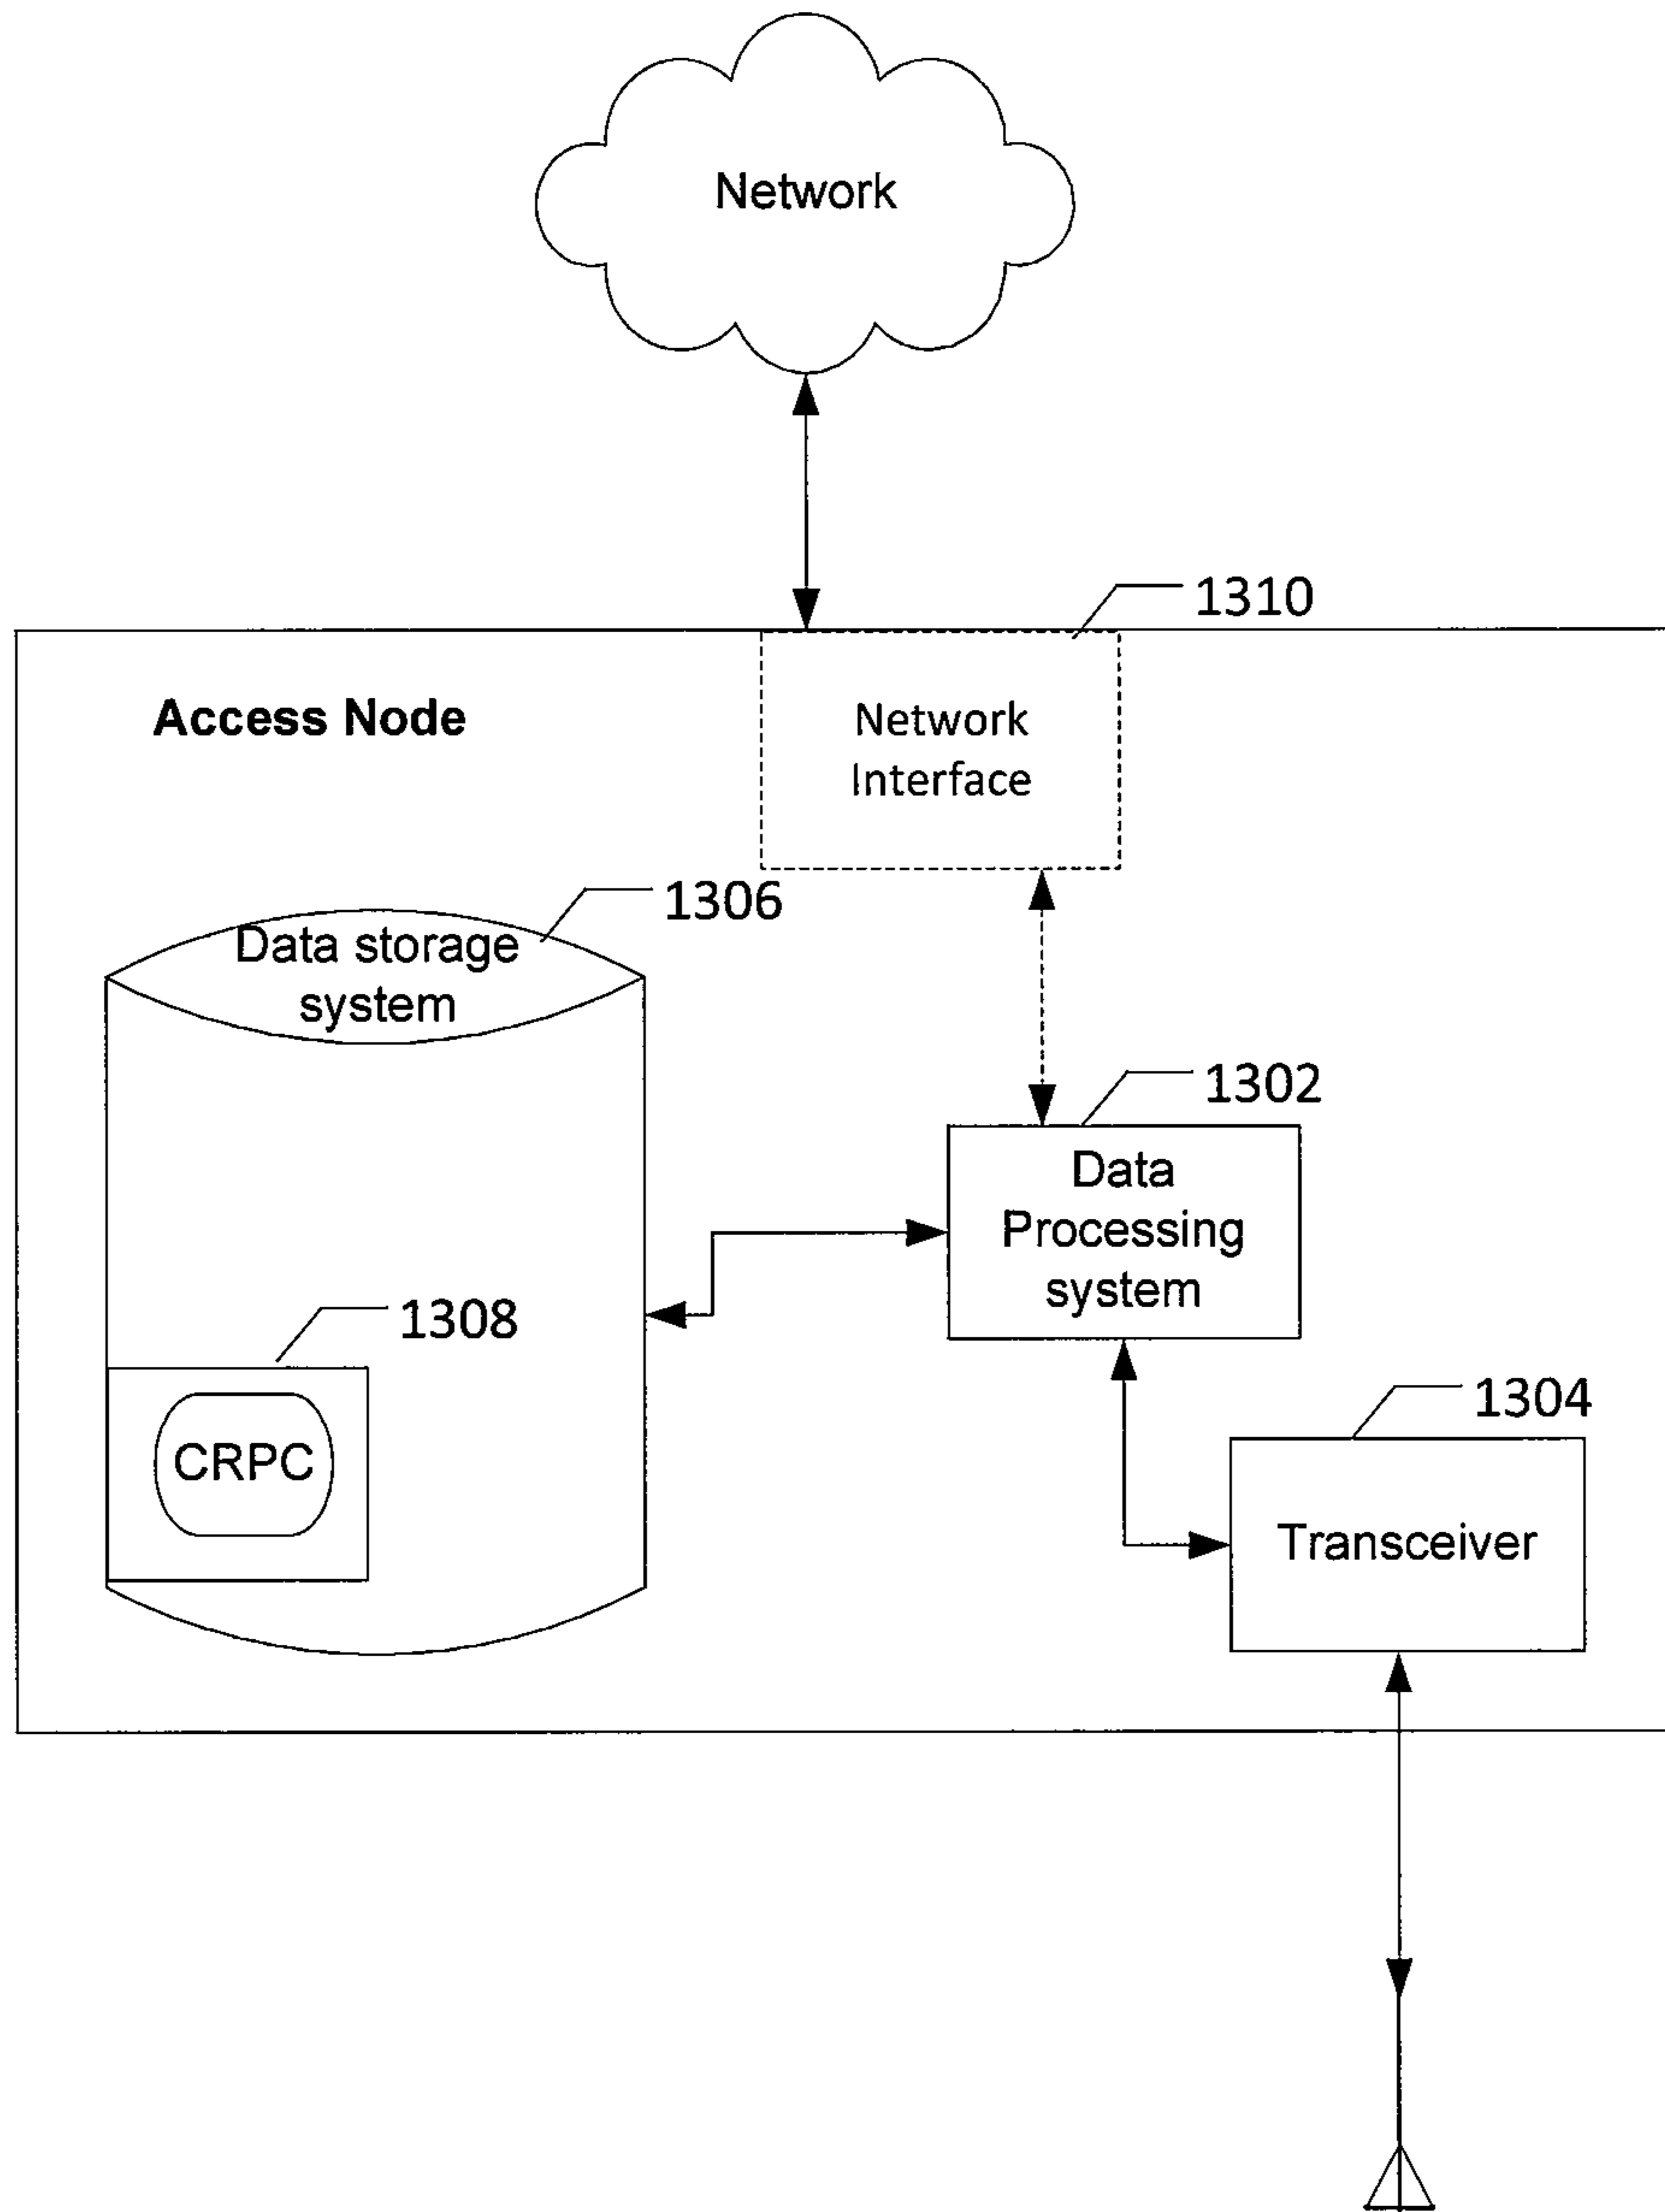 Network
1310
Access Node
Network
Interface
1306
Data storage
system
1302
Data
Processing
system
1308
CRPC
1304
Transceiver